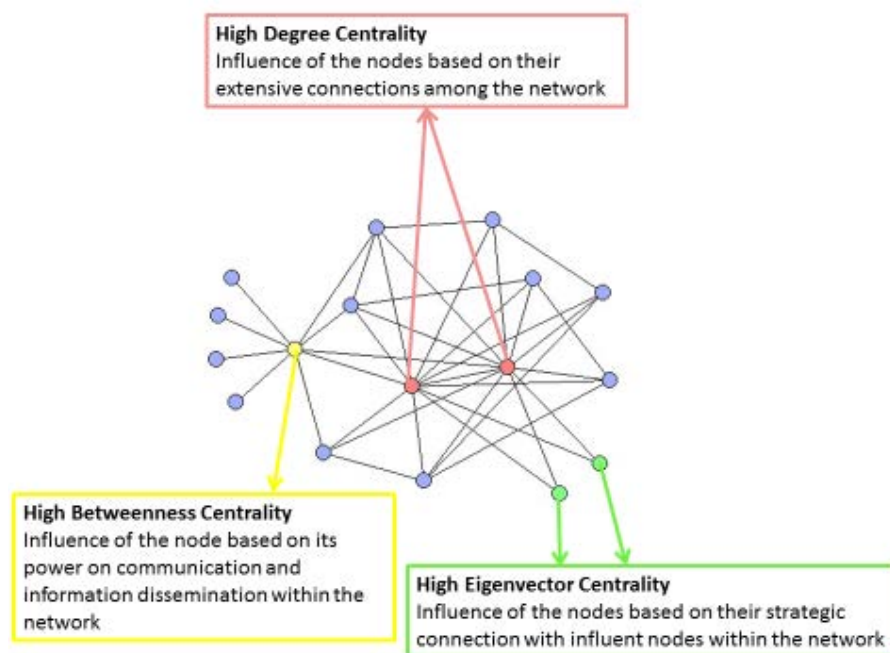 High Degree Centrality
Influence of the nodes based on their
extensive connections among the network
High Betweenness Centrality
Influence of the node based on its
power on communication and
information dissemination within the
network
High Eigenvector Centrality
Influence of the nodes based on their strategic
connection with influent nodes within the network